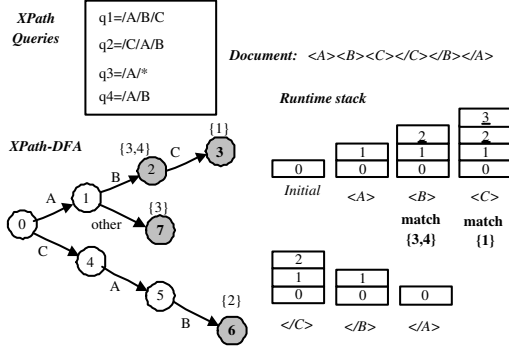 XPath Queries
q1=/A/B/C
q2=/C/A/B
q3=/A/*
q4=/A/B
Document: <A><B><C></C></B></A>
Runtime stack
0
Initial
1
0
<A>
2
1
0
<B>
match
{3,4}
3
2
1
0
<C>
match
{1}
2
1
0
</C>
1
0
</B>
0
</A>
XPath-DFA
0
A
1
B
{3,4}
2
C
{1}
3
other
{3}
7
C
4
A
5
B
{2}
6